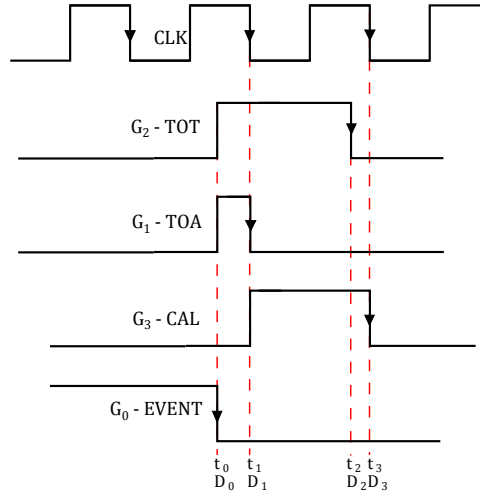 CLK
G₂ - TOT
G₁ - TOA
G₃ - CAL
G₀ - EVENT
t₀ t₁ t₂ t₃
D₀ D₁ D₂ D₃